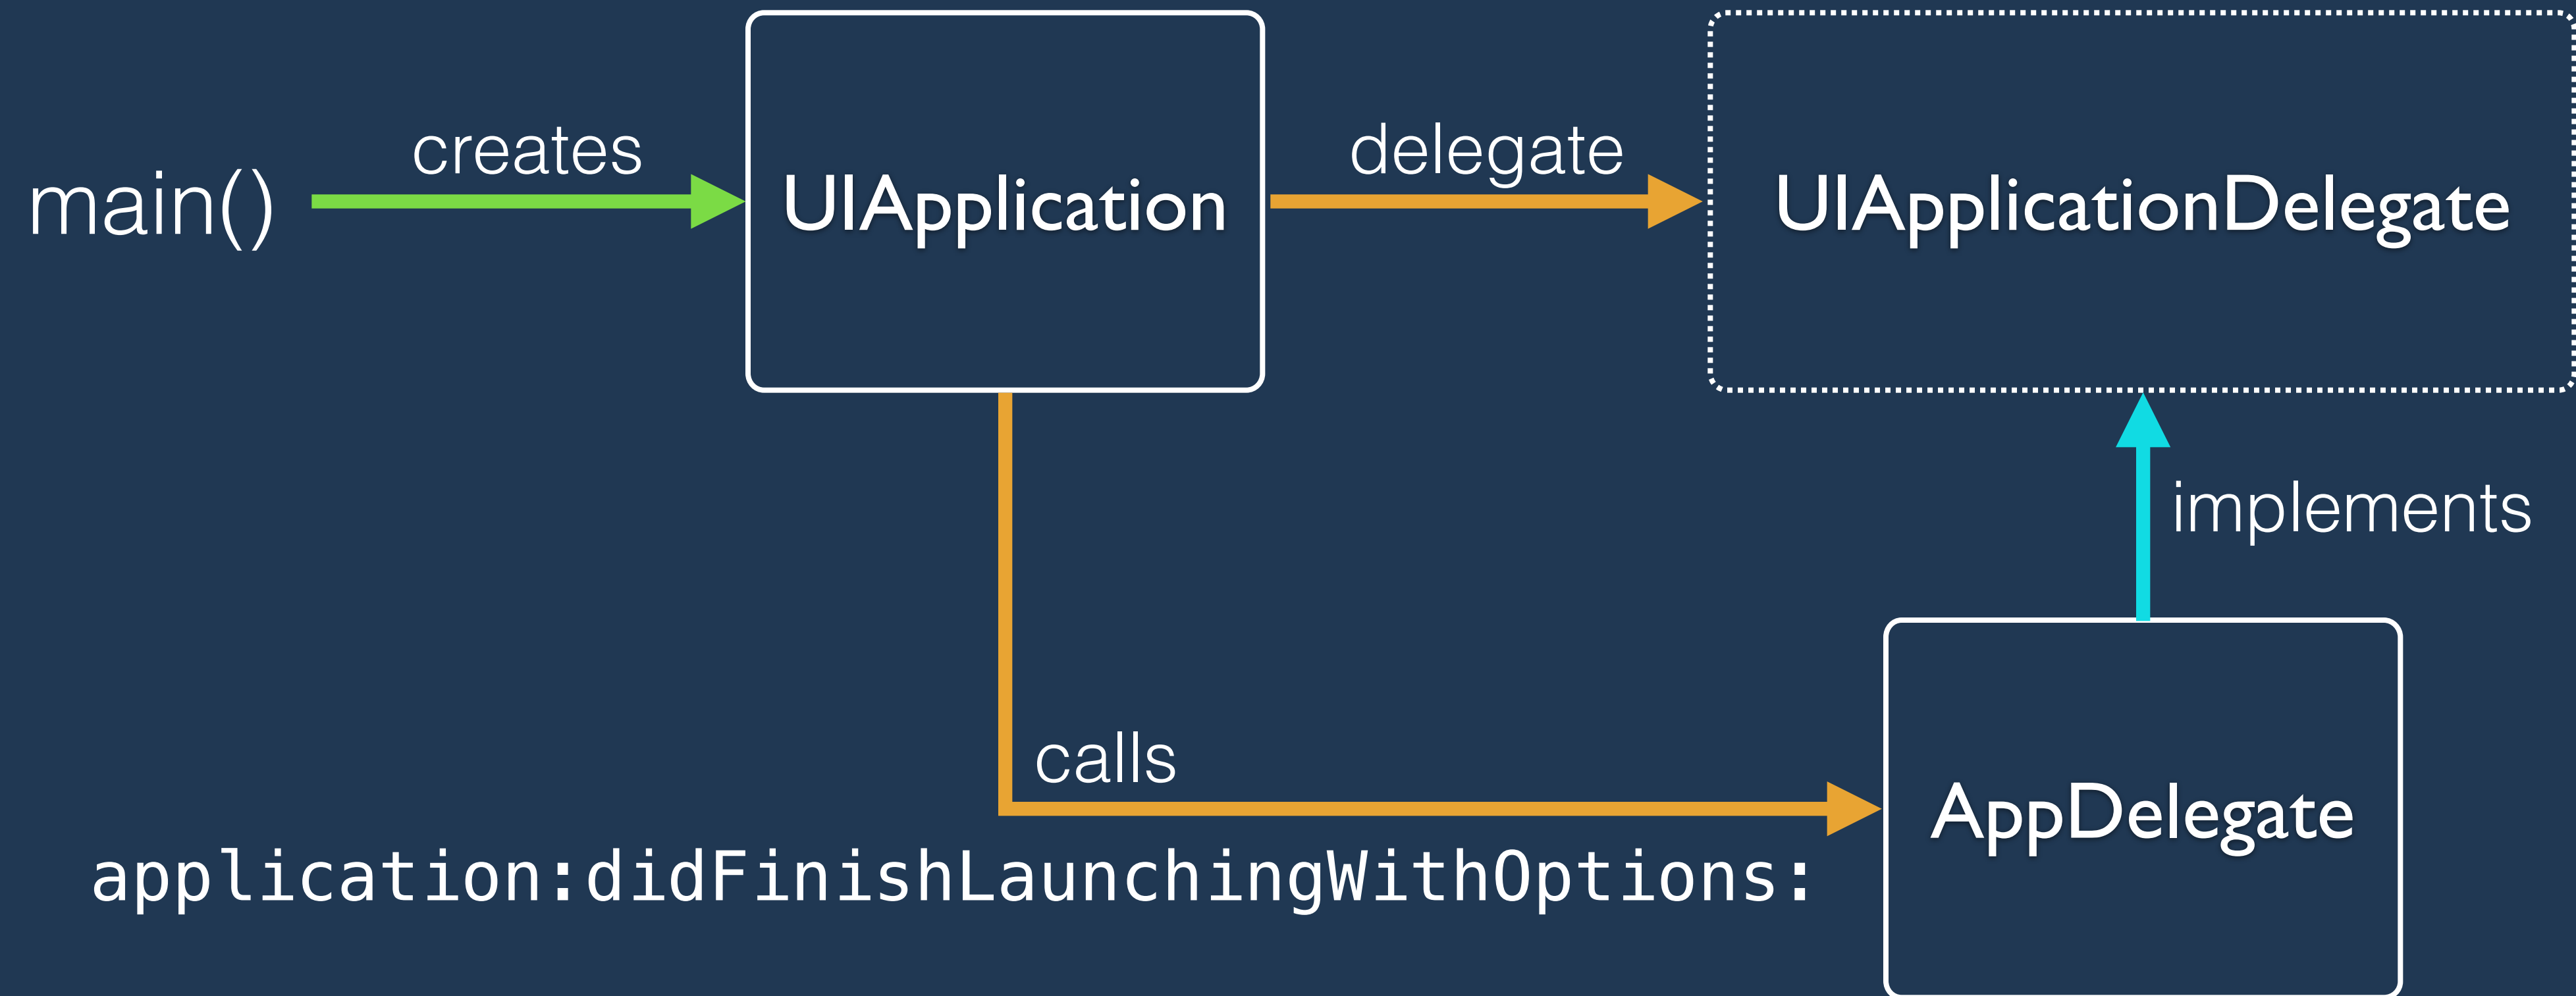 creates
delegate
main()
UIApplication
UIApplicationDelegate
implements
calls
AppDelegate
application:didFinishLaunchingWithOptions: